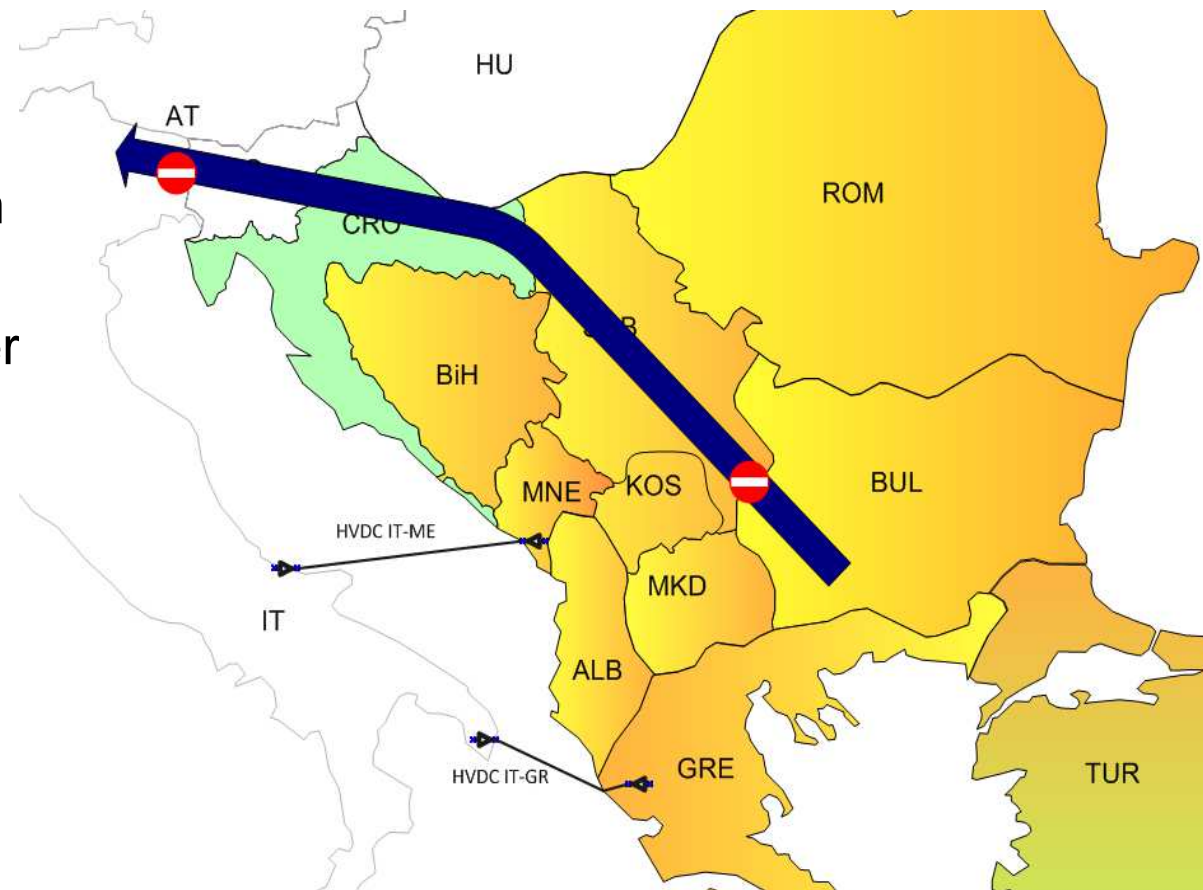 HU
AT
ROM
CRO
er
BiH
BUL
MNE
KOS
HVDC IT-ME
MKD
IT
ALB
GRE
HVDC IT-GR
TUR